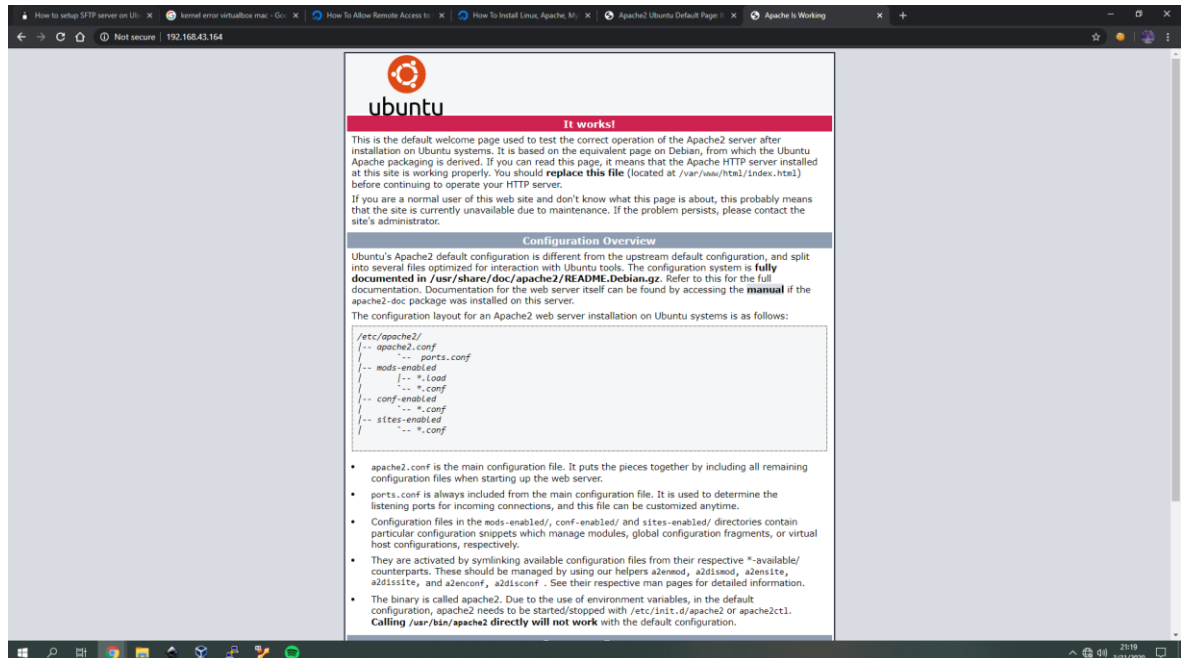 How to setup SFTP server on Ub
kernel error virtualbox mac - Goo
How To Allow Remote Access to
How To Install Linux, Apache, My
Apache2 Ubuntu Default Page: It
Apache Is Working
Not secure | 192.168.43.164
ubuntu
It works!
This is the default welcome page used to test the correct operation of the Apache2 server after
installation on Ubuntu systems. It is based on the equivalent page on Debian, from which the Ubuntu
Apache packaging is derived. If you can read this page, it means that the Apache HTTP server installed
at this site is working properly. You should replace this file (located at /var/www/html/index.html)
before continuing to operate your HTTP server.
If you are a normal user of this web site and don't know what this page is about, this probably means
that the site is currently unavailable due to maintenance. If the problem persists, please contact the
site's administrator.
Configuration Overview
Ubuntu's Apache2 default configuration is different from the upstream default configuration, and split
into several files optimized for interaction with Ubuntu tools. The configuration system is fully
documented in /usr/share/doc/apache2/README.Debian.gz. Refer to this for the full
documentation. Documentation for the web server itself can be found by accessing the manual if the
apache2-doc package was installed on this server.
The configuration layout for an Apache2 web server installation on Ubuntu systems is as follows:
/etc/apache2/
|-- apache2.conf
|       `--  ports.conf
|-- mods-enabled
|       |-- *.load
|       `-- *.conf
|-- conf-enabled
|       `-- *.conf
|-- sites-enabled
|       `-- *.conf
• apache2.conf is the main configuration file. It puts the pieces together by including all remaining
configuration files when starting up the web server.
• ports.conf is always included from the main configuration file. It is used to determine the
listening ports for incoming connections, and this file can be customized anytime.
• Configuration files in the mods-enabled/, conf-enabled/ and sites-enabled/ directories contain
particular configuration snippets which manage modules, global configuration fragments, or virtual
host configurations, respectively.
• They are activated by symlinking available configuration files from their respective *-available/
counterparts. These should be managed by using our helpers a2enmod, a2dismod, a2ensite,
a2dissite, and a2enconf, a2disconf . See their respective man pages for detailed information.
• The binary is called apache2. Due to the use of environment variables, in the default
configuration, apache2 needs to be started/stopped with /etc/init.d/apache2 or apache2ctl.
Calling /usr/bin/apache2 directly will not work with the default configuration.
21:19